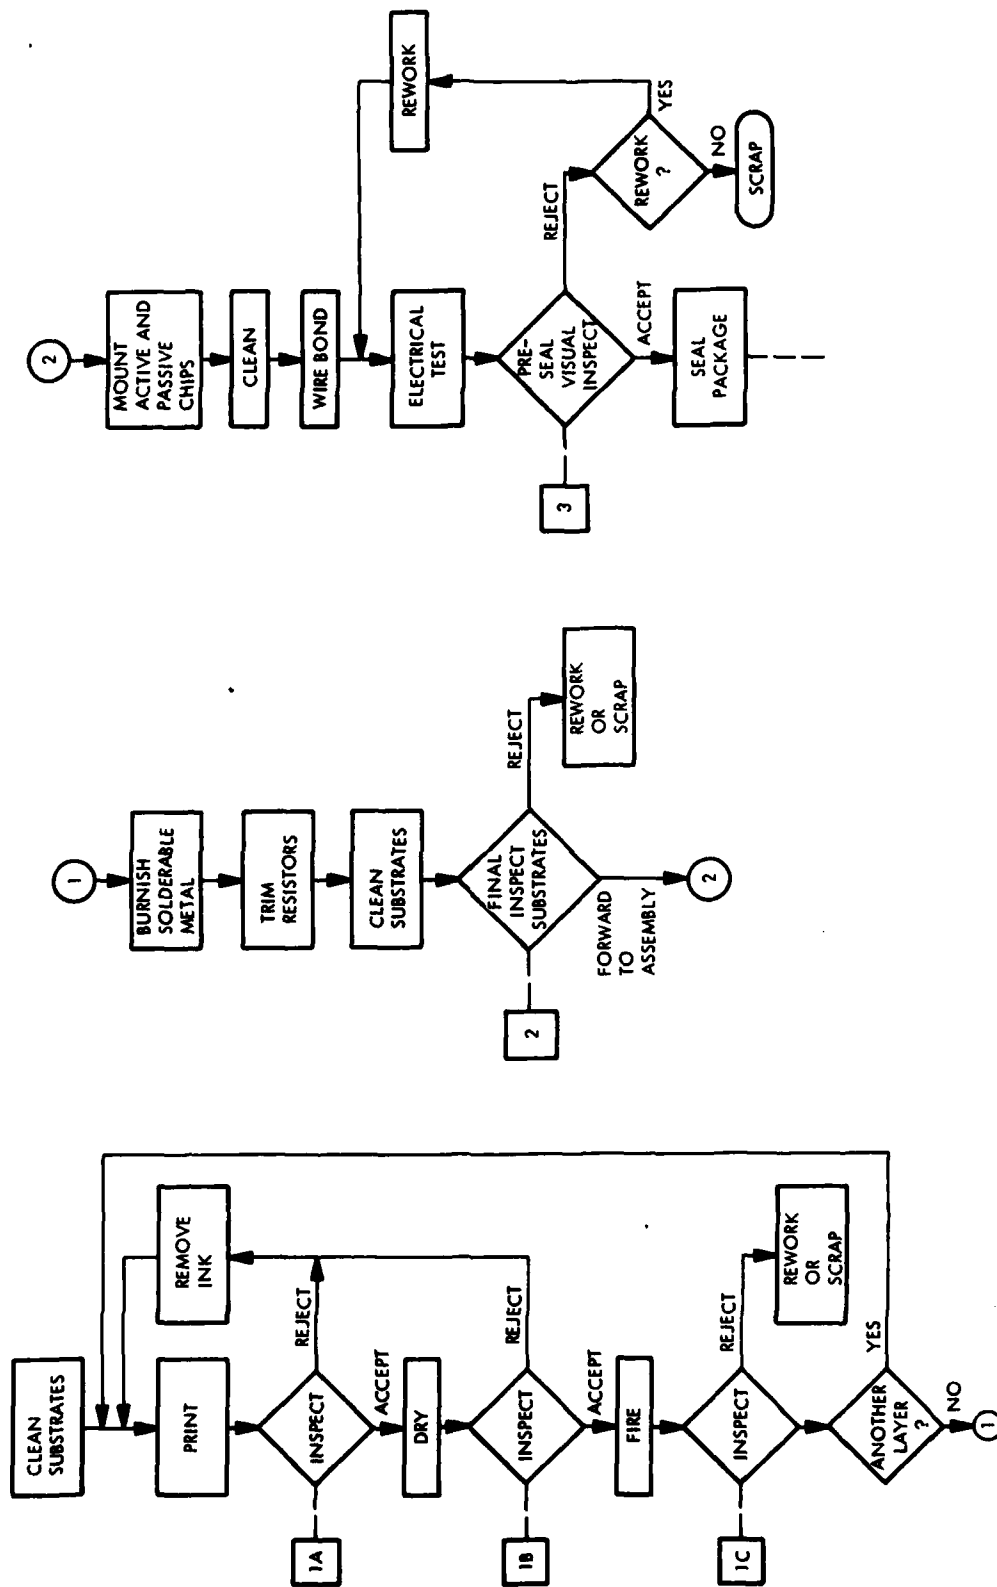 CLEAN
SUBSTRATES
PRINT
REMOVE
INK
INSPECT
REJECT
1A
ACCEPT
DRY
INSPECT
REJECT
1B
ACCEPT
FIRE
INSPECT
REJECT
1C
REWORK
OR
SCRAP
ANOTHER
LAYER
?
YES
NO
1
1
BURNISH
SOLDERABLE
METAL
TRIM
RESISTORS
CLEAN
SUBSTRATES
FINAL
INSPECT
SUBSTRATES
REJECT
2
REWORK
OR
SCRAP
FORWARD
TO
ASSEMBLY
2
2
MOUNT
ACTIVE AND
PASSIVE
CHIPS
CLEAN
WIRE BOND
REWORK
ELECTRICAL
TEST
PRE-
SEAL
VISUAL
INSPECT
REJECT
3
REWORK
?
YES
NO
SCRAP
ACCEPT
SEAL
PACKAGE